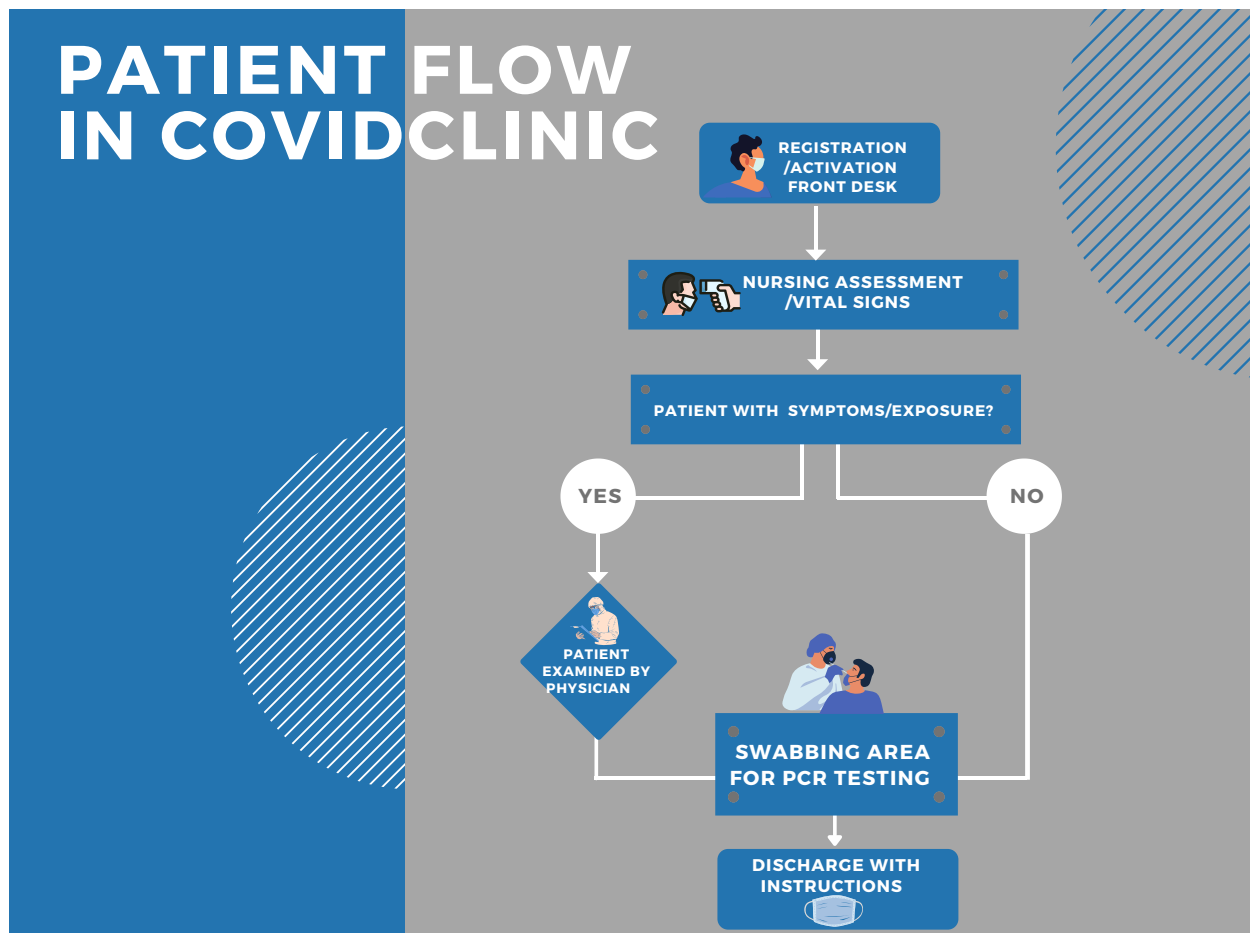 PATIENT FLOW
IN COVIDCLINIC
REGISTRATION
/ACTIVATION
FRONT DESK
NURSING ASSESSMENT
/VITAL SIGNS
PATIENT WITH SYMPTOMS/EXPOSURE?
YES
NO
PATIENT
EXAMINED BY
PHYSICIAN
SWABBING AREA
FOR PCR TESTING
DISCHARGE WITH
INSTRUCTIONS